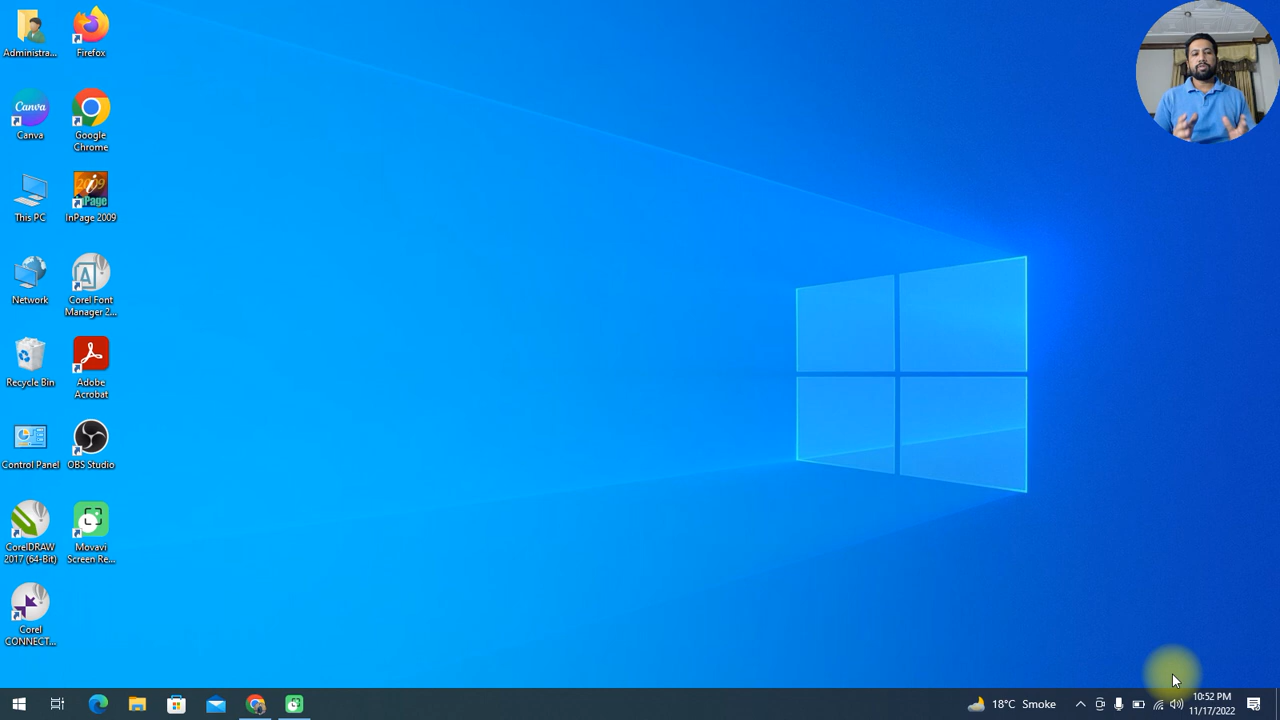 Administra...
Firefox
Canva
Canva
Google
Chrome
This PC
2009
InPage
InPage 2009
Network
Corel Font
Manager 2...
Recycle Bin
Adobe
Acrobat
Control Panel
OBS Studio
CorelDRAW
2017 (64-Bit)
Movavi
Screen Re...
Corel
CONNECT...
18°C Smoke
10:52 PM
11/17/2022